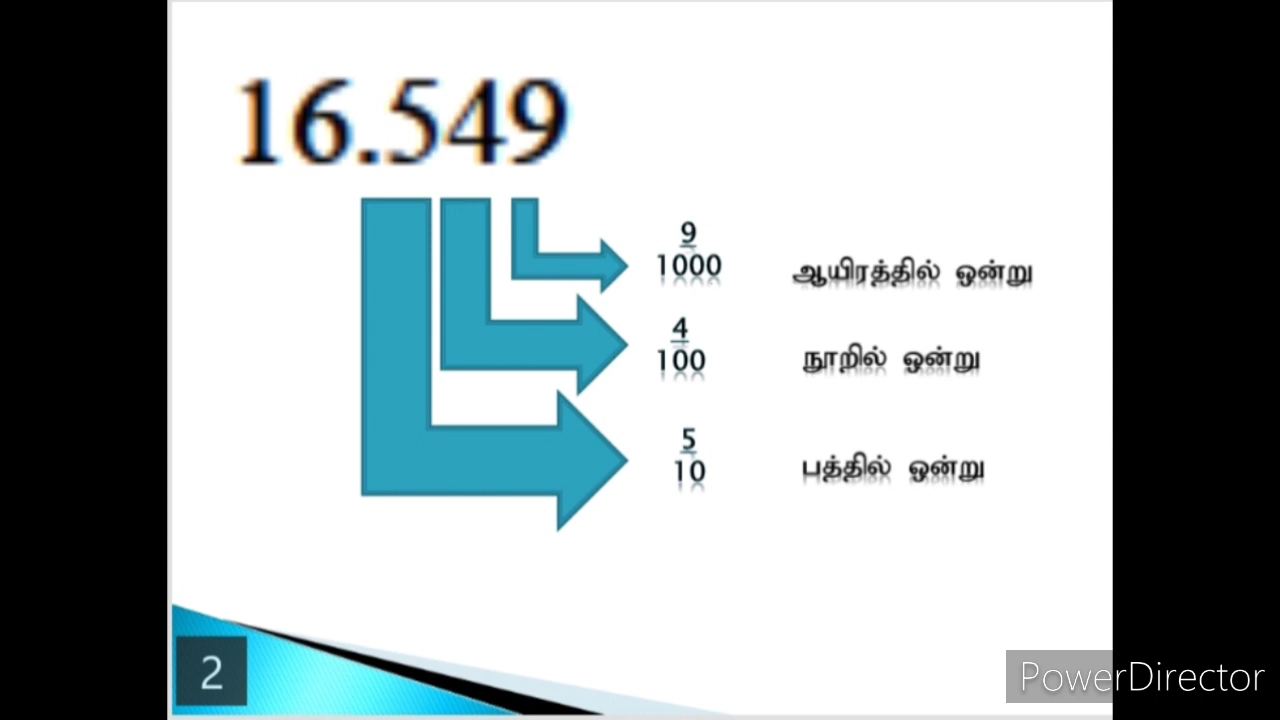 16.549
9
1000 ஆயிரத்தில் ஒன்று
4
100 நூறில் ஒன்று
5
10 பத்தில் ஒன்று
2
PowerDirector